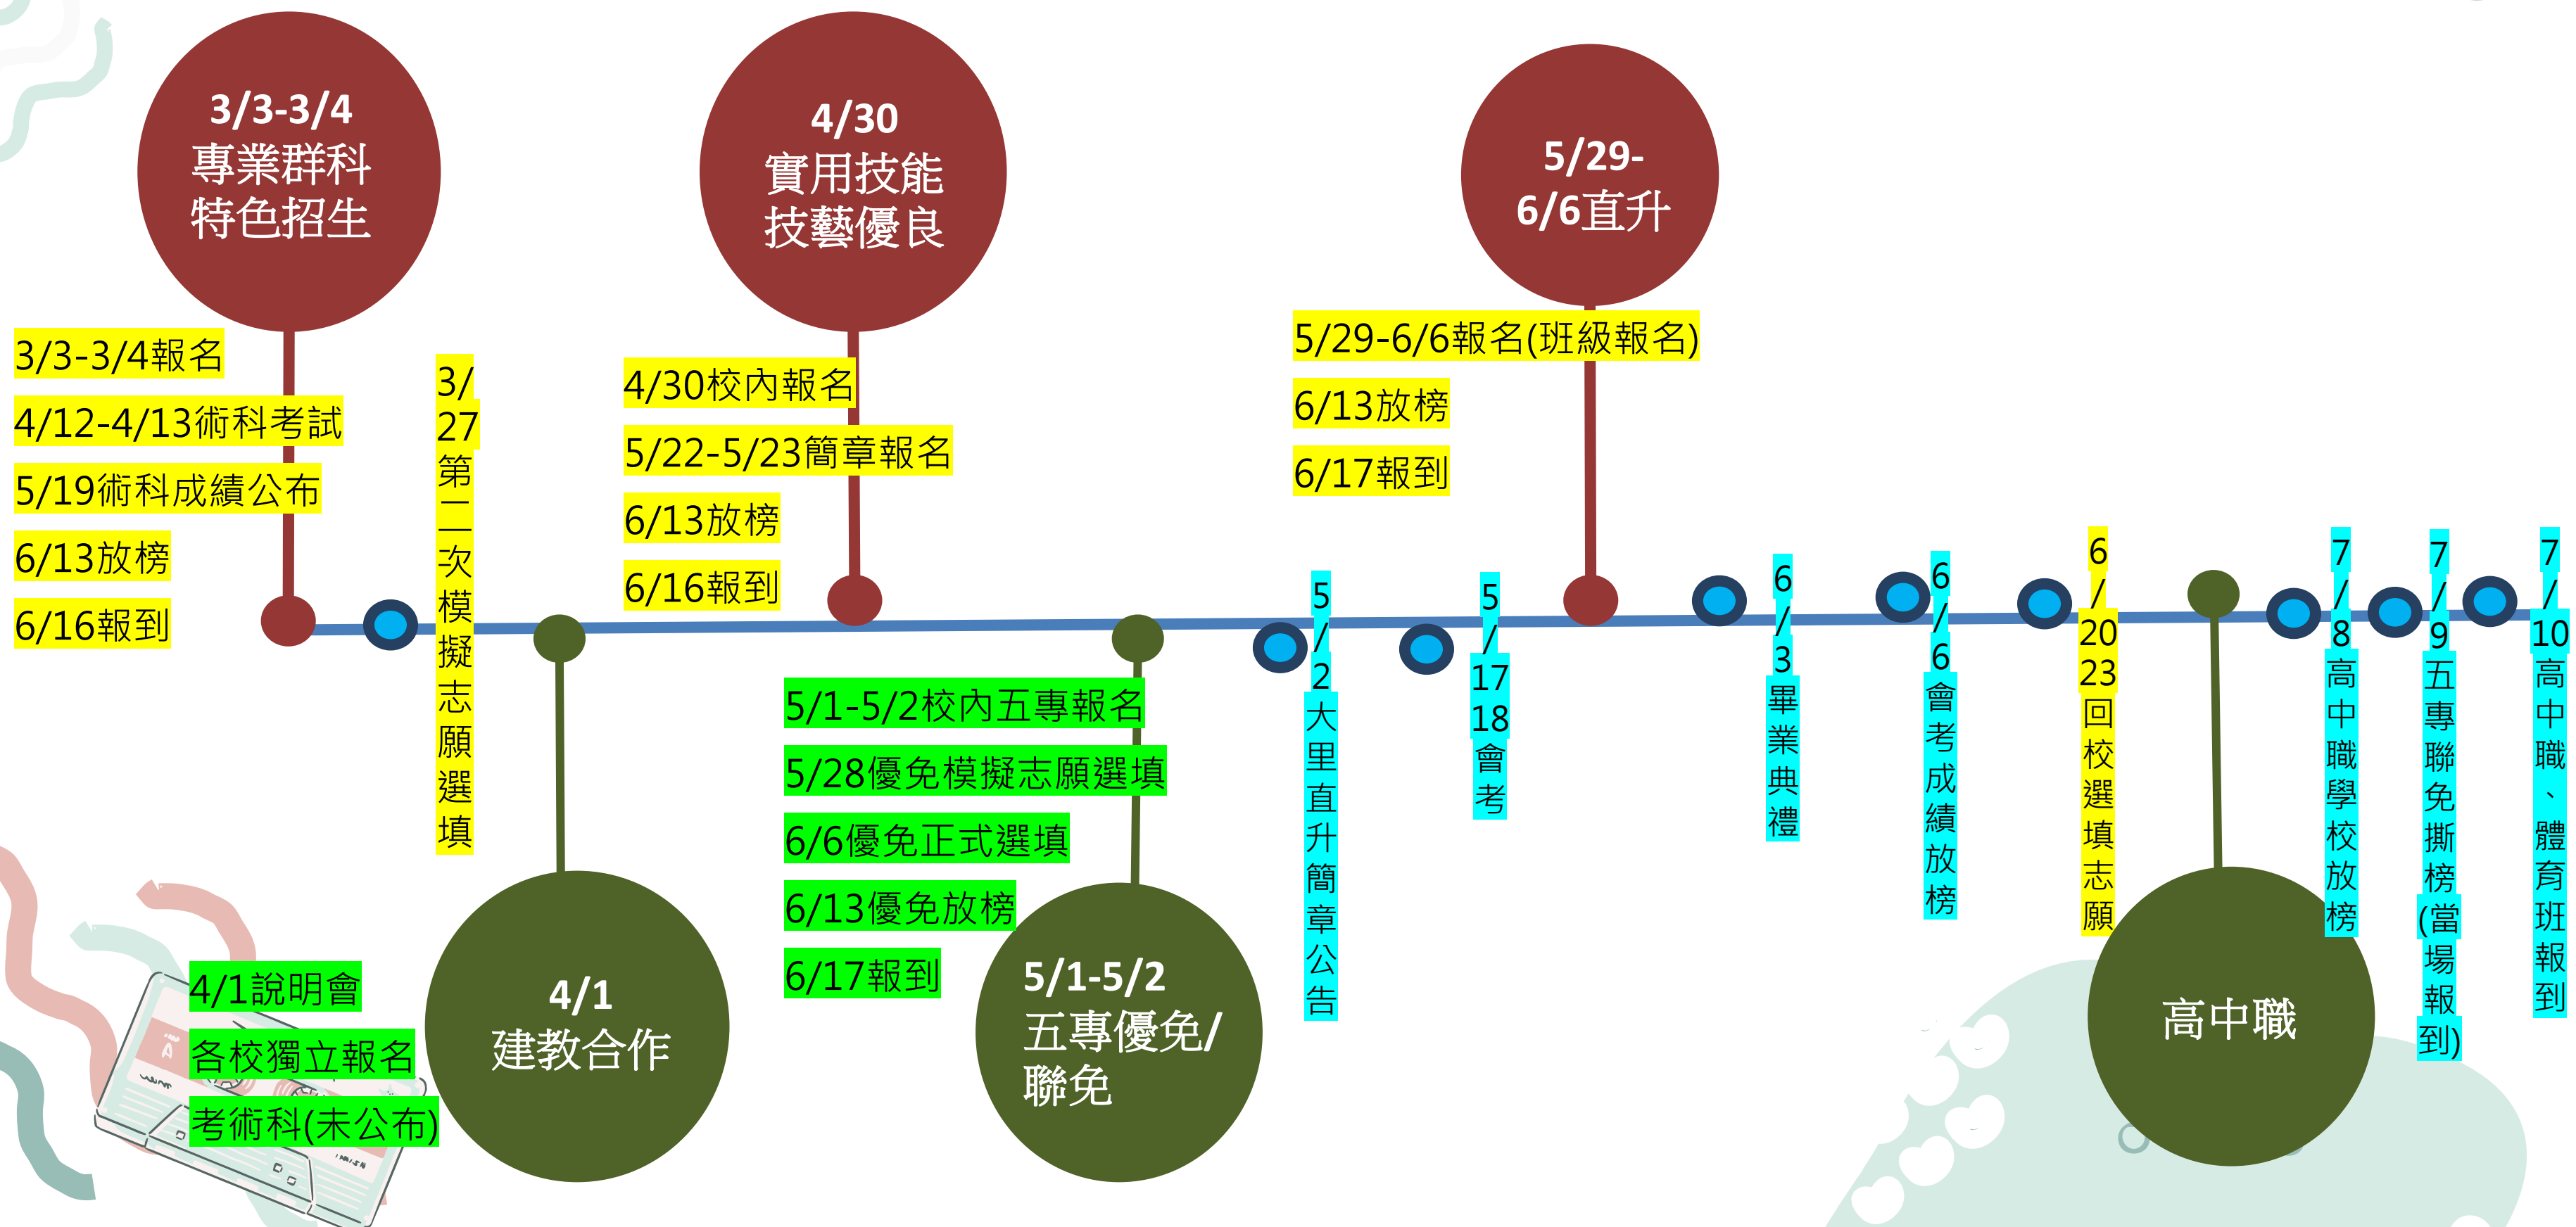 3/3-3/4
專業群科
特色招生
3/3-3/4報名
4/12-4/13術科考試
5/19術科成績公布
6/13放榜
6/16報到
3/
27
第二次模擬志願選填
4/1說明會
各校獨立報名
考術科(未公布)
4/1
建教合作
4/30
實用技能
技藝優良
4/30校內報名
5/22-5/23簡章報名
6/13放榜
6/16報到
5/1-5/2校內五專報名
5/28優免模擬志願選填
6/6優免正式選填
6/13優免放榜
6/17報到
5/1-5/2
五專優免/
聯免
5/2大里直升簡章公告
5/
17
18
會考
5/29-
6/6直升
5/29-6/6報名(班級報名)
6/13放榜
6/17報到
6/3畢業典禮
6/6會考成績放榜
6/
20
23
回校選填志願
高中職
7/8高中職學校放榜
7/9五專聯免撕榜(當場報到)
7/
10
高中職、體育班報到